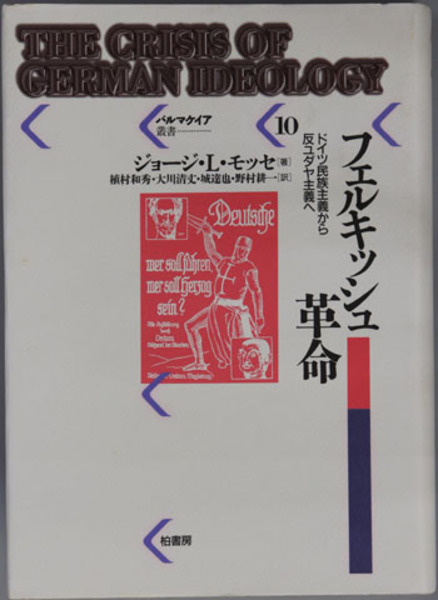 THE CRISIS OF
GERMAN IDEOLOGY
パルマケイア
叢書
10
ジョージ・L・モッセ[著]
植村和秀・大川清丈・城達也・野村耕一[訳]
フェルキッシュ
革命
ドイツ民族主義から
反ユダヤ主義へ
Deutsche
wer soll führen,
wer soll Herzog
sein?
柏書房